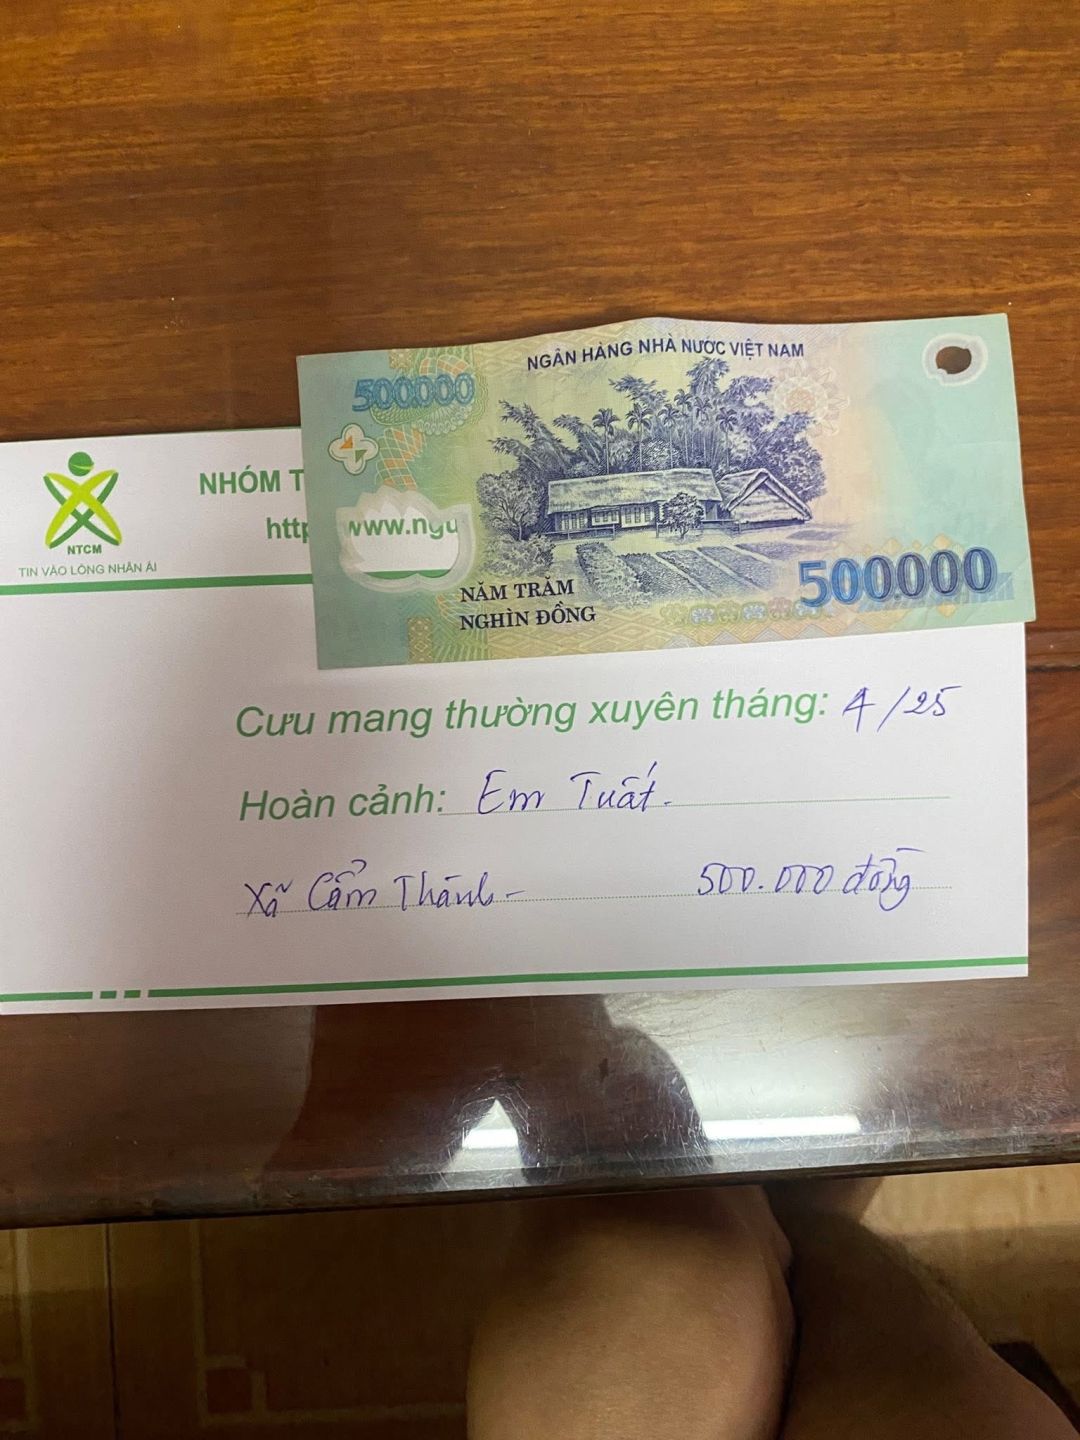 NGÂN HÀNG NHÀ NƯỚC VIỆT NAM
500000
NHÓM T
http www.ngu
NTCM
TIN VÀO LÒNG NHÂN ÁI
NĂM TRĂM
NGHÌN ĐỒNG
500000
Cưu mang thường xuyên tháng: 4/25
Hoàn cảnh: Em Tuất.
Xã Cẩm Thành - 500.000 đồng